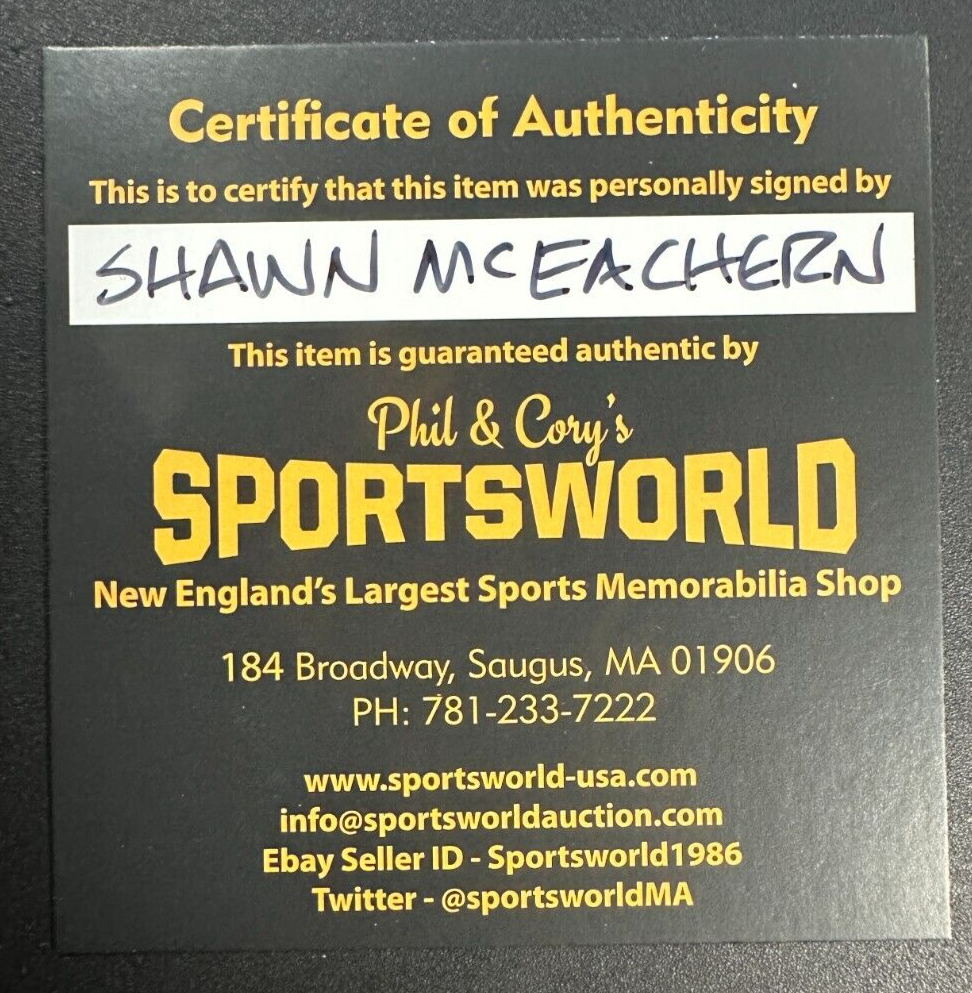 Certificate of Authenticity
This is to certify that this item was personally signed by
SHAWN MCEACHERN
This item is guaranteed authentic by
Phil & Cory's
SPORTSWORLD
New England's Largest Sports Memorabilia Shop
184 Broadway, Saugus, MA 01906
PH: 781-233-7222
www.sportsworld-usa.com
info@sportsworldauction.com
Ebay Seller ID - Sportsworld1986
Twitter - @sportsworldMA